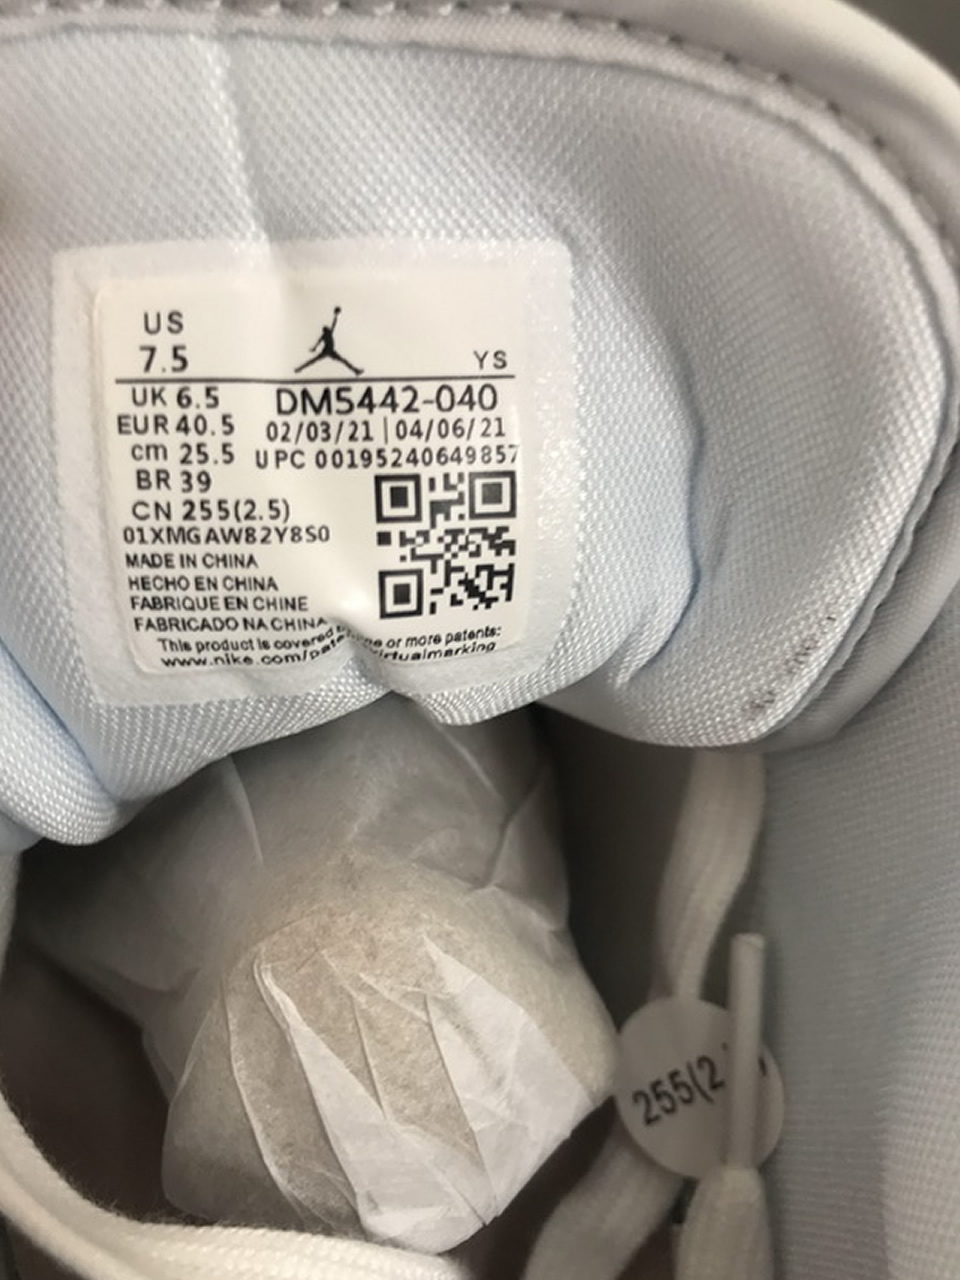 US
7.5 YS
UK 6.5 DM5442-040
EUR 40.5 02/03/21 | 04/06/21
cm 25.5 UPC 00195240649857
BR 39
CN 255(2.5)
01XMGAW82Y8S0
MADE IN CHINA
HECHO EN CHINA
FABRIQUE EN CHINE
FABRICADO NA CHINA
This product is covered or more patents:
www.nike.com/
255(2.